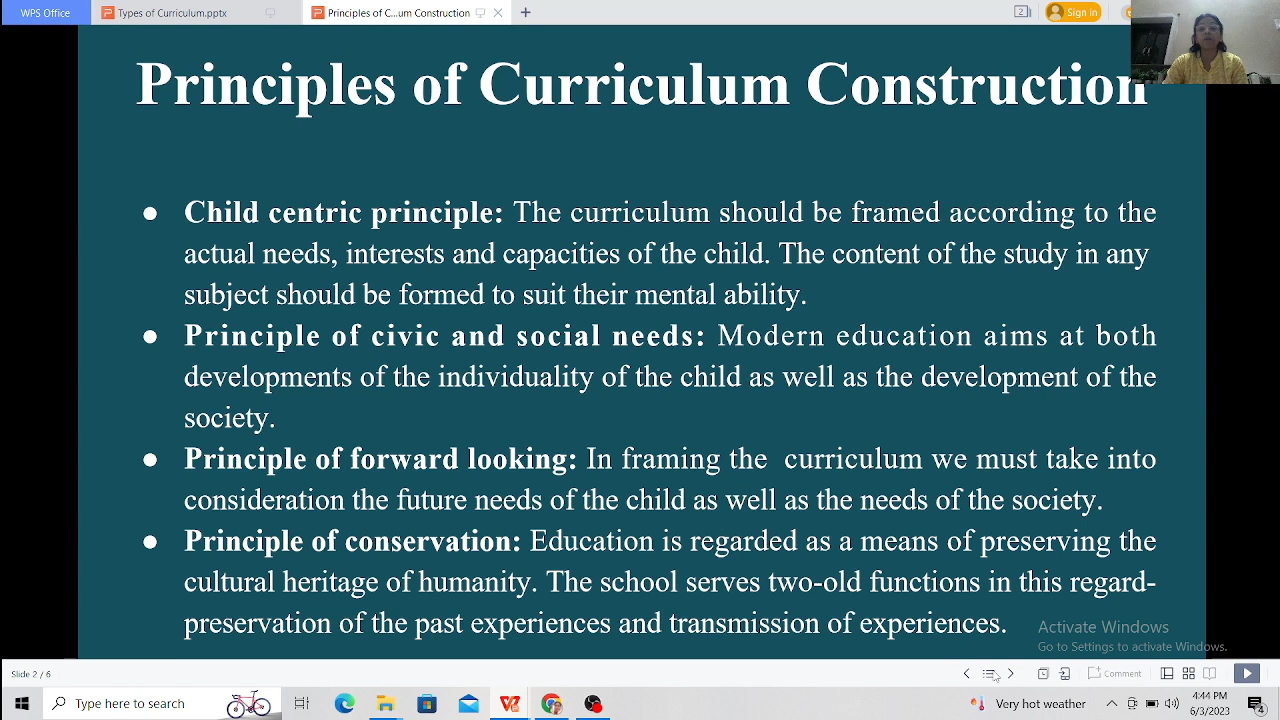 WPS Office
Types of Curriculum.pptx
Principles of C...um Construction
2
Sign in
Principles of Curriculum Construction
● Child centric principle: The curriculum should be framed according to the
actual needs, interests and capacities of the child. The content of the study in any
subject should be formed to suit their mental ability.
● Principle of civic and social needs: Modern education aims at both
developments of the individuality of the child as well as the development of the
society.
● Principle of forward looking: In framing the curriculum we must take into
consideration the future needs of the child as well as the needs of the society.
● Principle of conservation: Education is regarded as a means of preserving the
cultural heritage of humanity. The school serves two-old functions in this regard-
preservation of the past experiences and transmission of experiences.
Activate Windows
Go to Settings to activate Windows.
Slide 2 / 6
Comment
Type here to search
Very hot weather
4:44 PM
6/3/2023
4